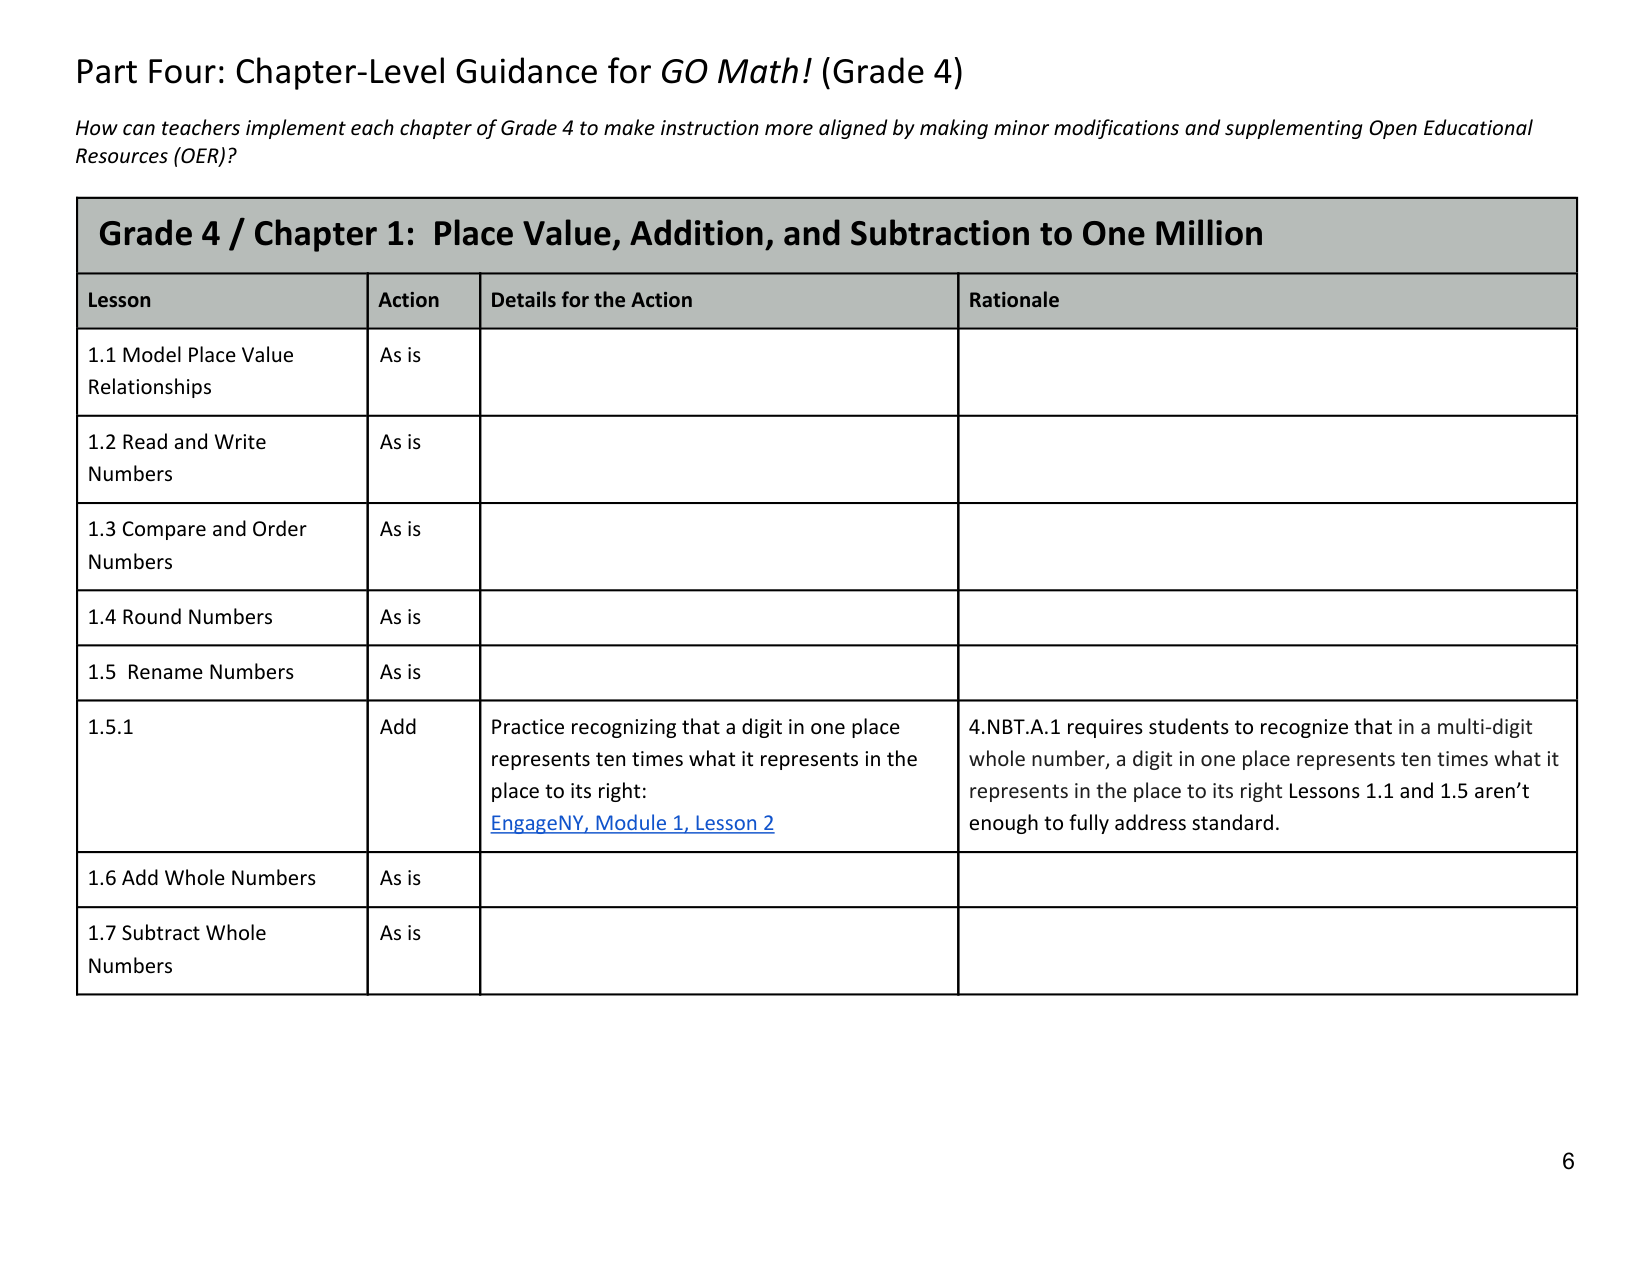 Part Four: Chapter-Level Guidance for GO Math! (Grade 4)
How can teachers implement each chapter of Grade 4 to make instruction more aligned by making minor modifications and supplementing Open Educational
Resources (OER)?
Grade 4 / Chapter 1:  Place Value, Addition, and Subtraction to One Million
Lesson
Action
Details for the Action
Rationale
1.1 Model Place Value
Relationships
As is
1.2 Read and Write
Numbers
As is
1.3 Compare and Order
Numbers
As is
1.4 Round Numbers
As is
1.5  Rename Numbers
As is
1.5.1
Add
Practice recognizing that a digit in one place
represents ten times what it represents in the
place to its right:
EngageNY, Module 1, Lesson 2
4.NBT.A.1 requires students to recognize that in a multi-digit
whole number, a digit in one place represents ten times what it
represents in the place to its right Lessons 1.1 and 1.5 aren’t
enough to fully address standard.
1.6 Add Whole Numbers
As is
1.7 Subtract Whole
Numbers
As is
6